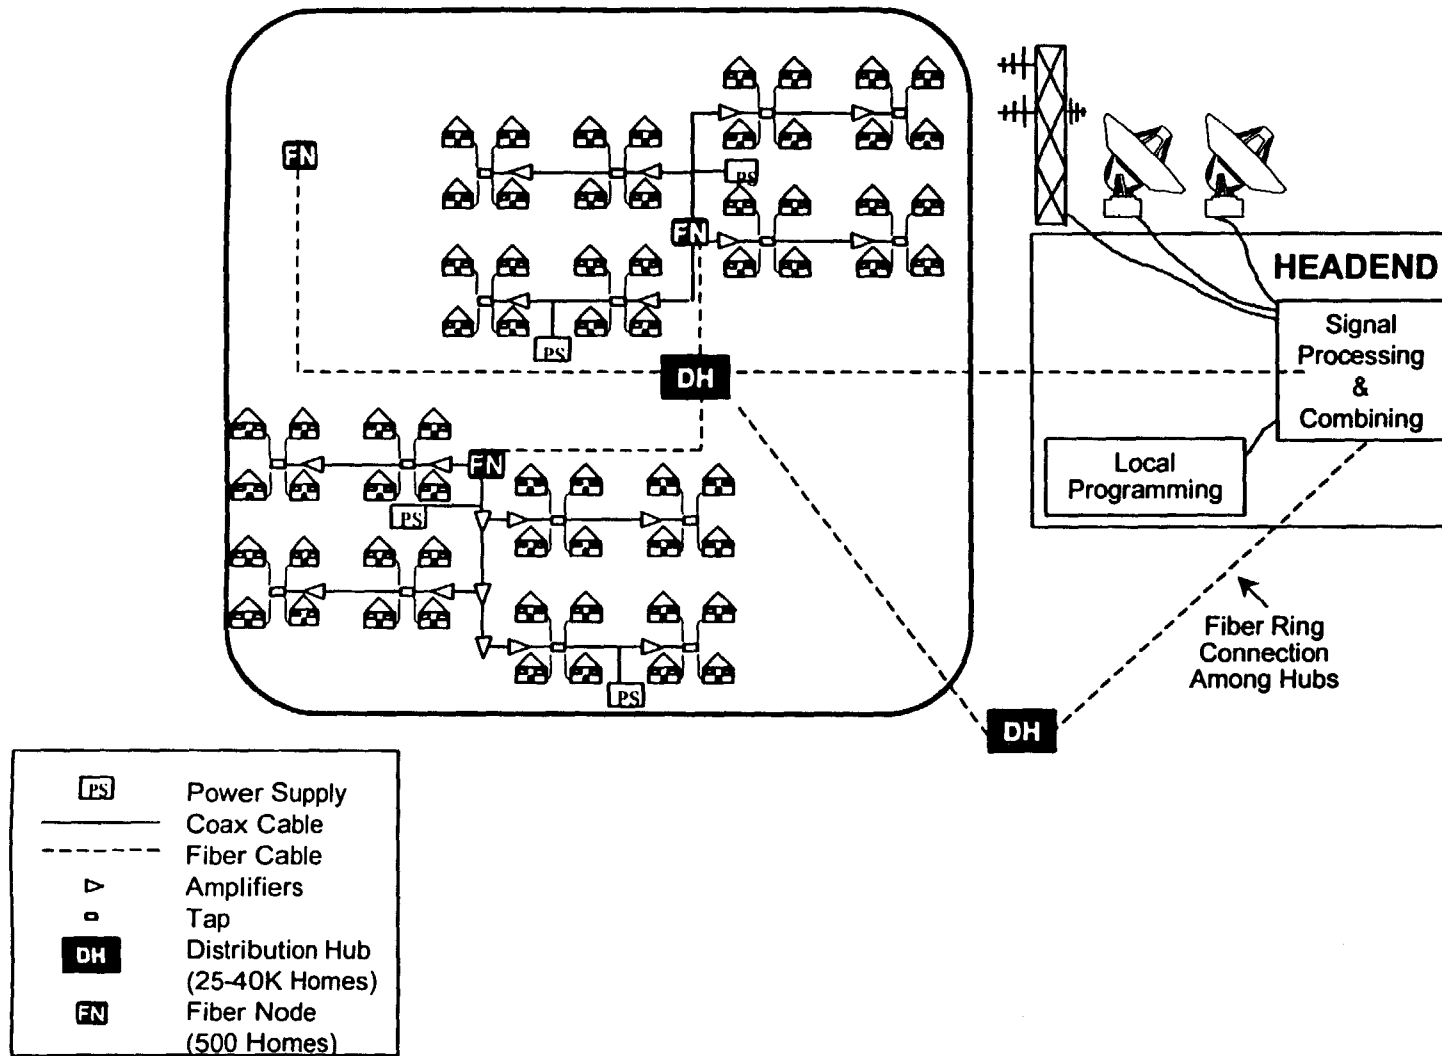 FN
PS
FN
HEADEND
Signal
Processing
&
Combining
PS
DH
Local
Programming
FN
PS
Fiber Ring
Connection
Among Hubs
PS
DH
PS Power Supply
Coax Cable
Fiber Cable
Amplifiers
Tap
DH Distribution Hub
(25-40K Homes)
FN Fiber Node
(500 Homes)